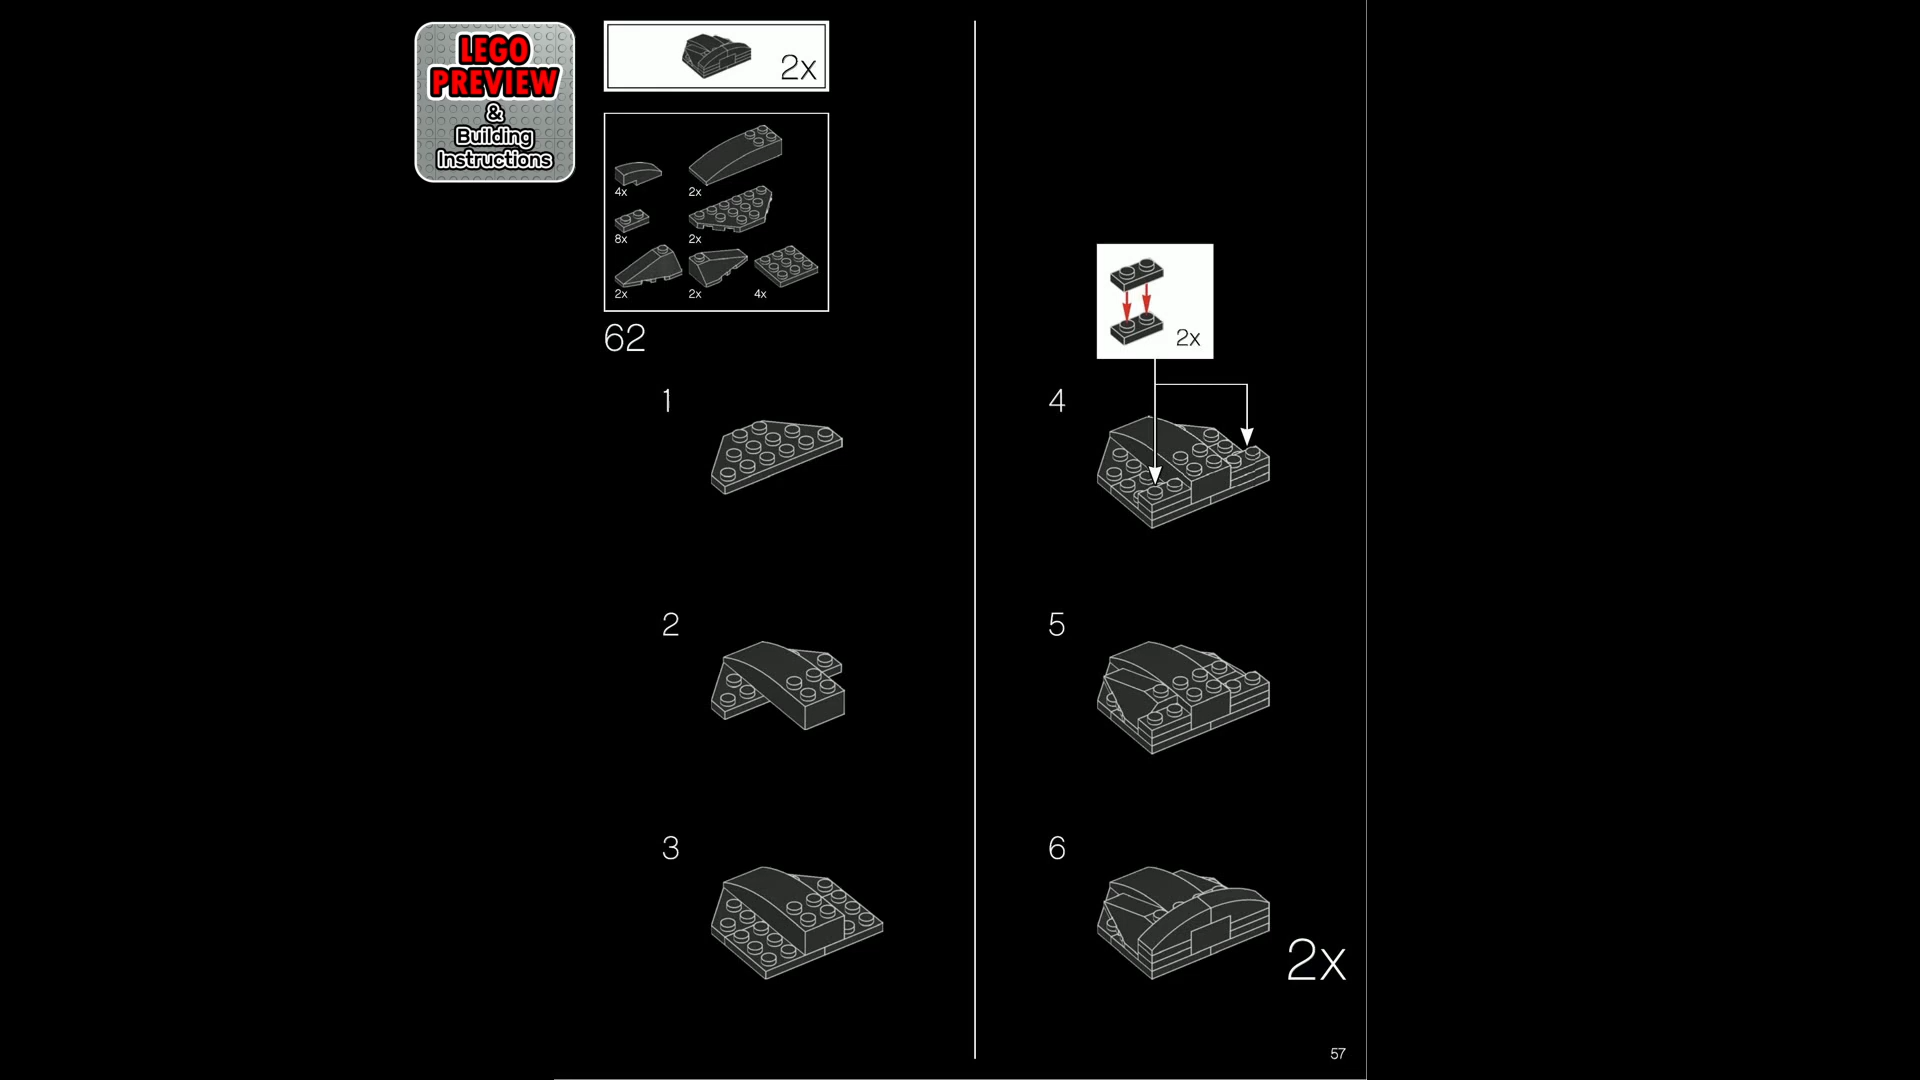 LEGO
PREVIEW
&
Building
Instructions
2x
4x
2x
8x
2x
2x
2x
4x
62
1
2
3
2x
4
5
6
2x
57